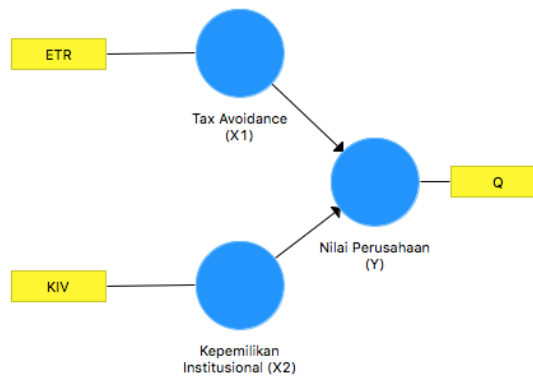 ETR
Tax Avoidance
(X1)
Q
Nilai Perusahaan
(Y)
KIV
Kepemilikan
Institusional (X2)